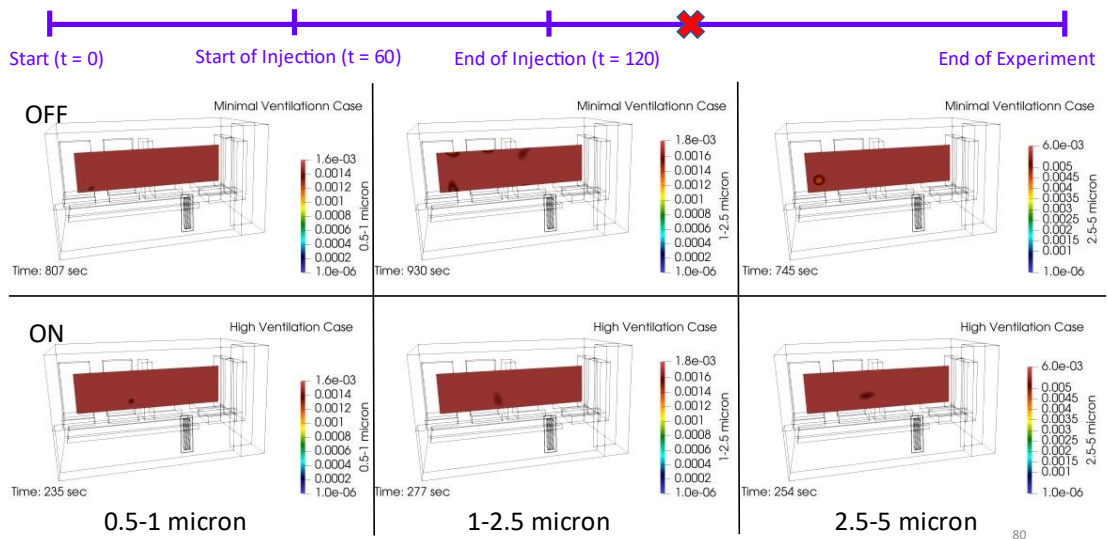 Start (t = 0)
Start of Injection (t = 60)
End of Injection (t = 120)
End of Experiment
OFF
Minimal Ventilationn Case
1.6e-03
0.0014
0.0012
0.001
0.0008
0.0006
0.0004
0.0002
1.0e-06
0.5-1 micron
Time: 807 sec
Minimal Ventilationn Case
1.8e-03
0.0016
0.0014
0.0012
0.001
0.0008
0.0006
0.0004
0.0002
1.0e-06
1-2.5 micron
Time: 930 sec
Minimal Ventilationn Case
6.0e-03
0.005
0.0045
0.004
0.0035
0.003
0.0025
0.002
0.0015
1.0e-06
2.5-5 micron
Time: 745 sec
ON
High Ventilation Case
1.6e-03
0.0014
0.0012
0.001
0.0008
0.0006
0.0004
0.0002
1.0e-06
0.5-1 micron
Time: 235 sec
High Ventilation Case
1.8e-03
0.0016
0.0014
0.0012
0.001
0.0008
0.0006
0.0004
0.0002
1.0e-06
1-2.5 micron
Time: 277 sec
High Ventilation Case
6.0e-03
0.005
0.0045
0.004
0.0035
0.003
0.0025
0.002
0.0015
1.0e-06
2.5-5 micron
Time: 254 sec
0.5-1 micron
1-2.5 micron
2.5-5 micron
80